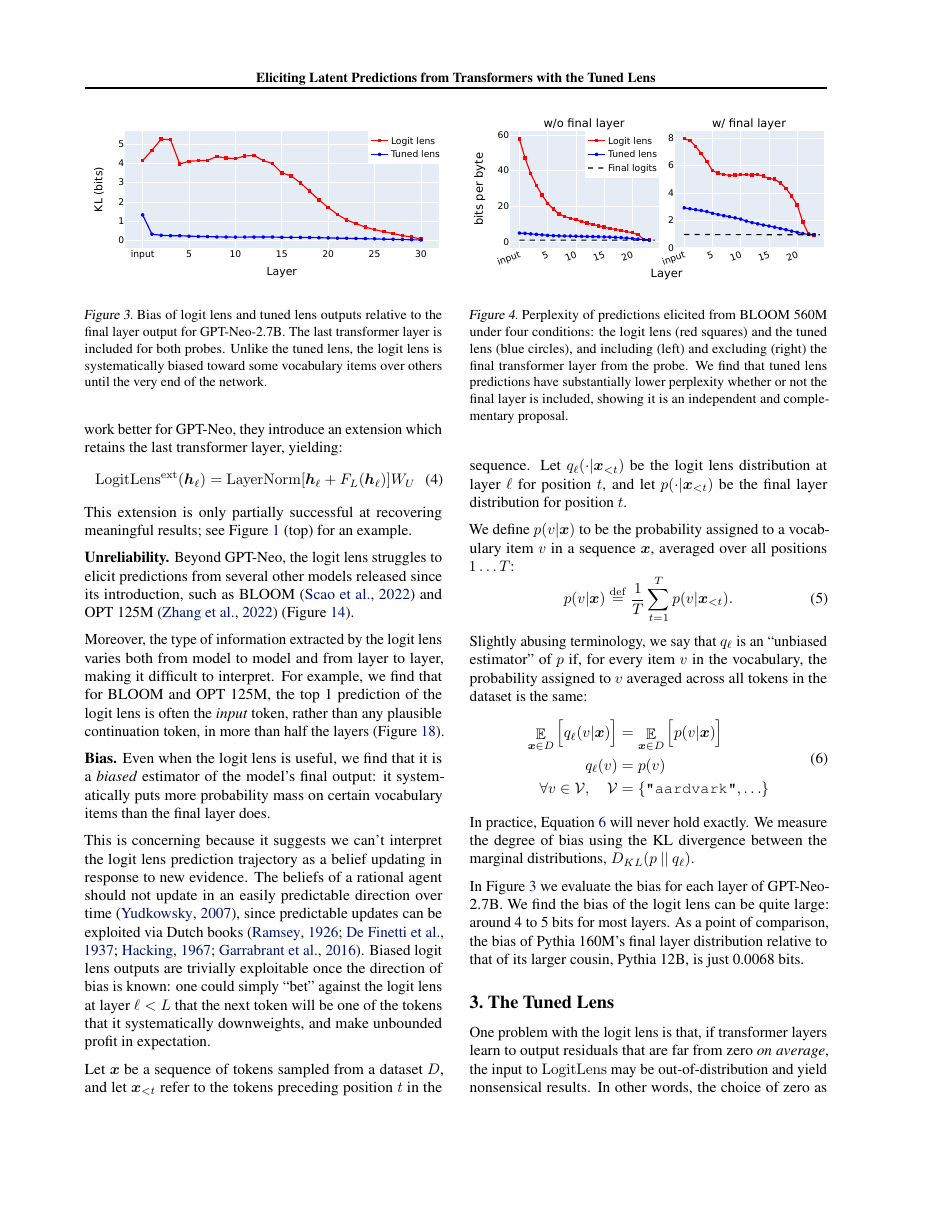 Eliciting Latent Predictions from Transformers with the Tuned Lens
KL (bits)
5
4
3
2
1
0
Logit lens
Tuned lens
input 5 10 15 20 25 30
Layer
Figure 3. Bias of logit lens and tuned lens outputs relative to the
final layer output for GPT-Neo-2.7B. The last transformer layer is
included for both probes. Unlike the tuned lens, the logit lens is
systematically biased toward some vocabulary items over others
until the very end of the network.
work better for GPT-Neo, they introduce an extension which
retains the last transformer layer, yielding:
LogitLens^ext(h_ℓ) = LayerNorm[h_ℓ + F_L(h_ℓ)]W_U (4)
This extension is only partially successful at recovering
meaningful results; see Figure 1 (top) for an example.
Unreliability. Beyond GPT-Neo, the logit lens struggles to
elicit predictions from several other models released since
its introduction, such as BLOOM (Scao et al., 2022) and
OPT 125M (Zhang et al., 2022) (Figure 14).
Moreover, the type of information extracted by the logit lens
varies both from model to model and from layer to layer,
making it difficult to interpret. For example, we find that
for BLOOM and OPT 125M, the top 1 prediction of the
logit lens is often the input token, rather than any plausible
continuation token, in more than half the layers (Figure 18).
Bias. Even when the logit lens is useful, we find that it is
a biased estimator of the model's final output: it system-
atically puts more probability mass on certain vocabulary
items than the final layer does.
This is concerning because it suggests we can't interpret
the logit lens prediction trajectory as a belief updating in
response to new evidence. The beliefs of a rational agent
should not update in an easily predictable direction over
time (Yudkowsky, 2007), since predictable updates can be
exploited via Dutch books (Ramsey, 1926; De Finetti et al.,
1937; Hacking, 1967; Garrabrant et al., 2016). Biased logit
lens outputs are trivially exploitable once the direction of
bias is known: one could simply "bet" against the logit lens
at layer ℓ < L that the next token will be one of the tokens
that it systematically downweights, and make unbounded
profit in expectation.
Let x be a sequence of tokens sampled from a dataset D,
and let x_<t refer to the tokens preceding position t in the
w/o final layer
w/ final layer
bits per byte
60
40
20
0
Logit lens
Tuned lens
Final logits
input 5 10 15 20
8
6
4
2
0
input 5 10 15 20
Layer
Figure 4. Perplexity of predictions elicited from BLOOM 560M
under four conditions: the logit lens (red squares) and the tuned
lens (blue circles), and including (left) and excluding (right) the
final transformer layer from the probe. We find that tuned lens
predictions have substantially lower perplexity whether or not the
final layer is included, showing it is an independent and comple-
mentary proposal.
sequence. Let q_ℓ(·|x_<t) be the logit lens distribution at
layer ℓ for position t, and let p(·|x_<t) be the final layer
distribution for position t.
We define p(v|x) to be the probability assigned to a vocab-
ulary item v in a sequence x, averaged over all positions
1 . . . T:
p(v|x) def= 1/T ∑_{t=1}^{T} p(v|x_<t). (5)
Slightly abusing terminology, we say that q_ℓ is an "unbiased
estimator" of p if, for every item v in the vocabulary, the
probability assigned to v averaged across all tokens in the
dataset is the same:
𝔼_{x∈D} [q_ℓ(v|x)] = 𝔼_{x∈D} [p(v|x)]
q_ℓ(v) = p(v) (6)
∀v ∈ 𝒱, 𝒱 = {"aardvark",...}
In practice, Equation 6 will never hold exactly. We measure
the degree of bias using the KL divergence between the
marginal distributions, D_KL(p || q_ℓ).
In Figure 3 we evaluate the bias for each layer of GPT-Neo-
2.7B. We find the bias of the logit lens can be quite large:
around 4 to 5 bits for most layers. As a point of comparison,
the bias of Pythia 160M's final layer distribution relative to
that of its larger cousin, Pythia 12B, is just 0.0068 bits.
3. The Tuned Lens
One problem with the logit lens is that, if transformer layers
learn to output residuals that are far from zero on average,
the input to LogitLens may be out-of-distribution and yield
nonsensical results. In other words, the choice of zero as